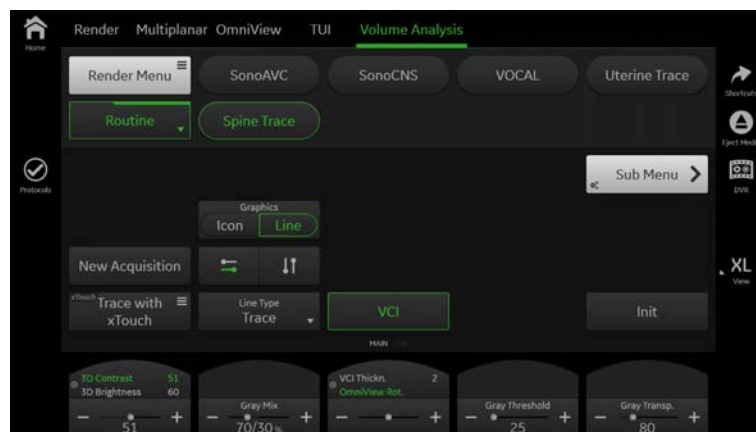 Render Multiplanar OmniView TUI Volume Analysis
Home
Render Menu SonoAVC SonoCNS VOCAL Uterine Trace
Shortcuts
Routine Spine Trace
Eject Media
Protocols
Sub Menu
DVR
Graphics
Icon Line
New Acquisition
XL
View
xTouch Trace with
xTouch
Line Type
Trace
VCI
Init
MAIN
3D Contrast 51
3D Brightness 60
51
Gray Mix
70/30 %
VCI Thickn. 2
OmniView Rot.
Gray Threshold
25
Gray Transp.
80